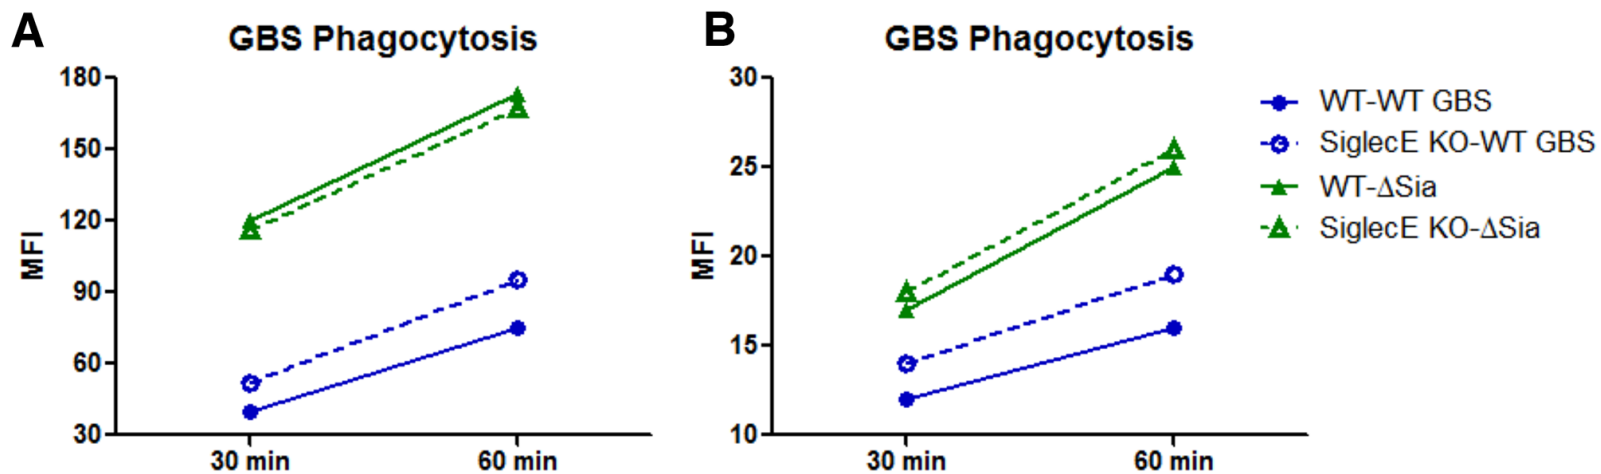 A
GBS Phagocytosis
180
150
120
90
60
30
MFI
30 min
60 min
B
GBS Phagocytosis
30
25
20
15
10
MFI
30 min
60 min
WT-WT GBS
SiglecE KO-WT GBS
WT-ΔSia
SiglecE KO-ΔSia